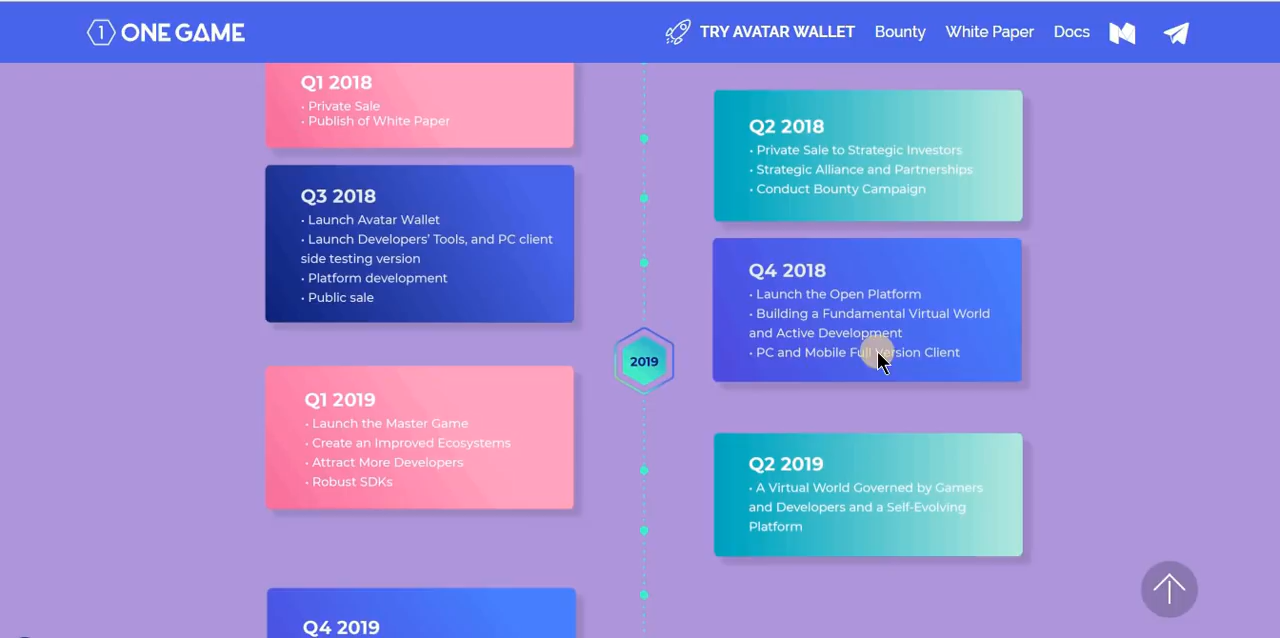 1 ONE GAME
TRY AVATAR WALLET Bounty White Paper Docs
Q1 2018
· Private Sale
· Publish of White Paper
Q2 2018
· Private Sale to Strategic Investors
· Strategic Alliance and Partnerships
· Conduct Bounty Campaign
Q3 2018
· Launch Avatar Wallet
· Launch Developers’ Tools, and PC client
side testing version
· Platform development
· Public sale
Q4 2018
· Launch the Open Platform
· Building a Fundamental Virtual World
and Active Development
· PC and Mobile Full Version Client
2019
Q1 2019
· Launch the Master Game
· Create an Improved Ecosystems
· Attract More Developers
· Robust SDKs
Q2 2019
· A Virtual World Governed by Gamers
and Developers and a Self-Evolving
Platform
Q4 2019